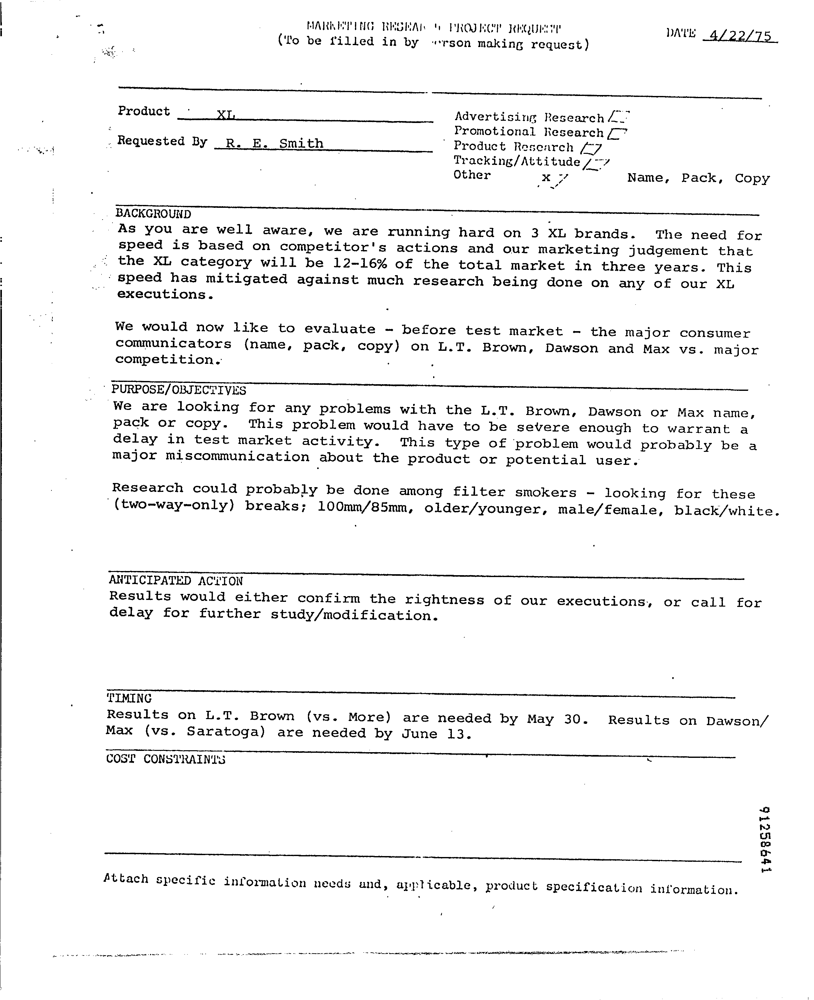 MARKETING RESEAR PROJECT REQUEST
(To be filled in by person making request)
DATE 4/22/75
Product XL
Requested By R. E. Smith
Advertising Research
Promotional Research
Product Research
Tracking/Attitude
Other x Name, Pack, Copy
BACKGROUND
As you are well aware, we are running hard on 3 XL brands. The need for
speed is based on competitor's actions and our marketing judgement that
the XL category will be 12-16% of the total market in three years. This
speed has mitigated against much research being done on any of our XL
executions.
We would now like to evaluate - before test market - the major consumer
communicators (name, pack, copy) on L.T. Brown, Dawson and Max vs. major
competition.
PURPOSE/OBJECTIVES
We are looking for any problems with the L.T. Brown, Dawson or Max name,
pack or copy. This problem would have to be severe enough to warrant a
delay in test market activity. This type of problem would probably be a
major miscommunication about the product or potential user.
Research could probably be done among filter smokers - looking for these
(two-way-only) breaks; 100mm/85mm, older/younger, male/female, black/white.
ANTICIPATED ACTION
Results would either confirm the rightness of our executions, or call for
delay for further study/modification.
TIMING
Results on L.T. Brown (vs. More) are needed by May 30. Results on Dawson/
Max (vs. Saratoga) are needed by June 13.
COST CONSTRAINTS
91258641
Attach specific information needs and, applicable, product specification information.